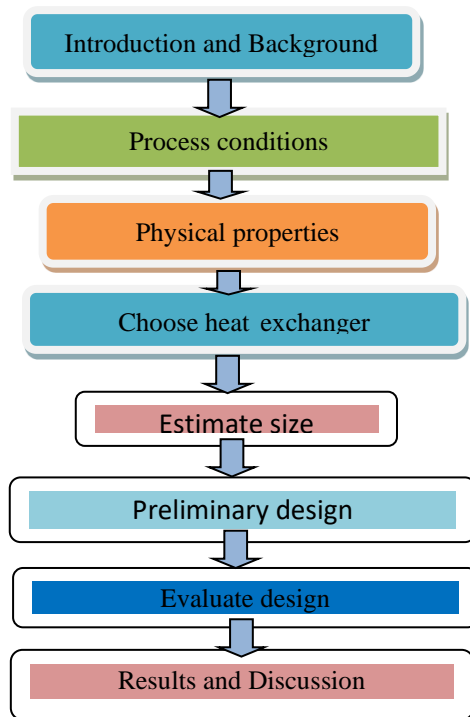 Introduction and Background
Process conditions
Physical properties
Choose heat exchanger
Estimate size
Preliminary design
Evaluate design
Results and Discussion